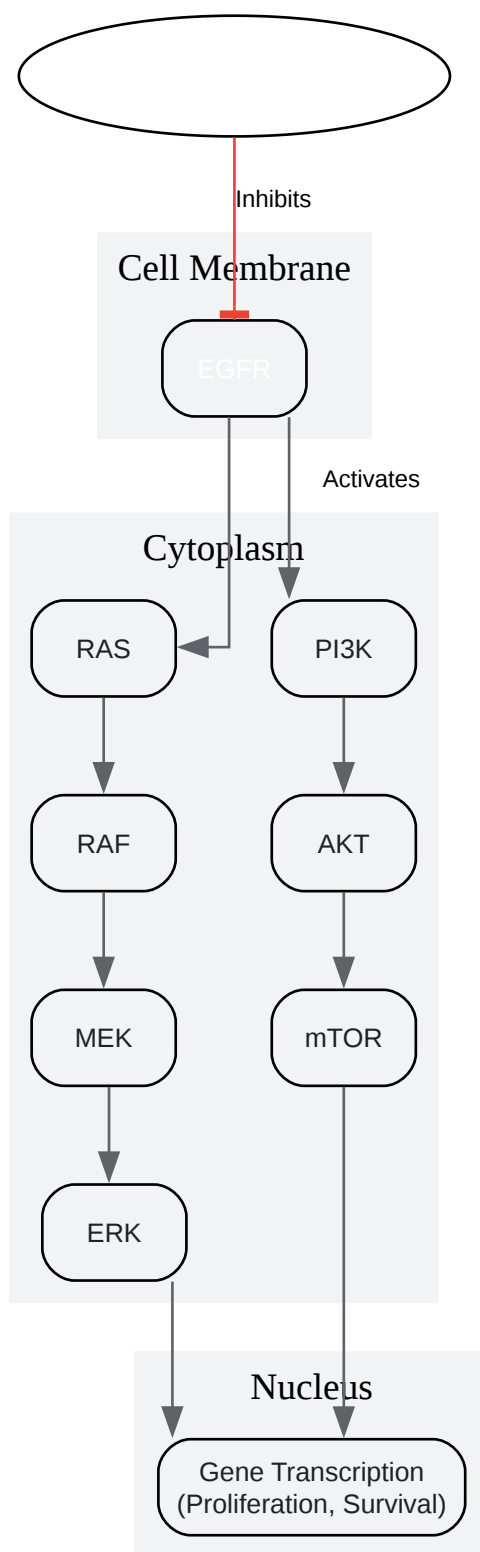 Inhibits
Cell Membrane
EGFR
Activates
Cytoplasm
RAS
PI3K
RAF
AKT
MEK
mTOR
ERK
Nucleus
Gene Transcription
(Proliferation, Survival)